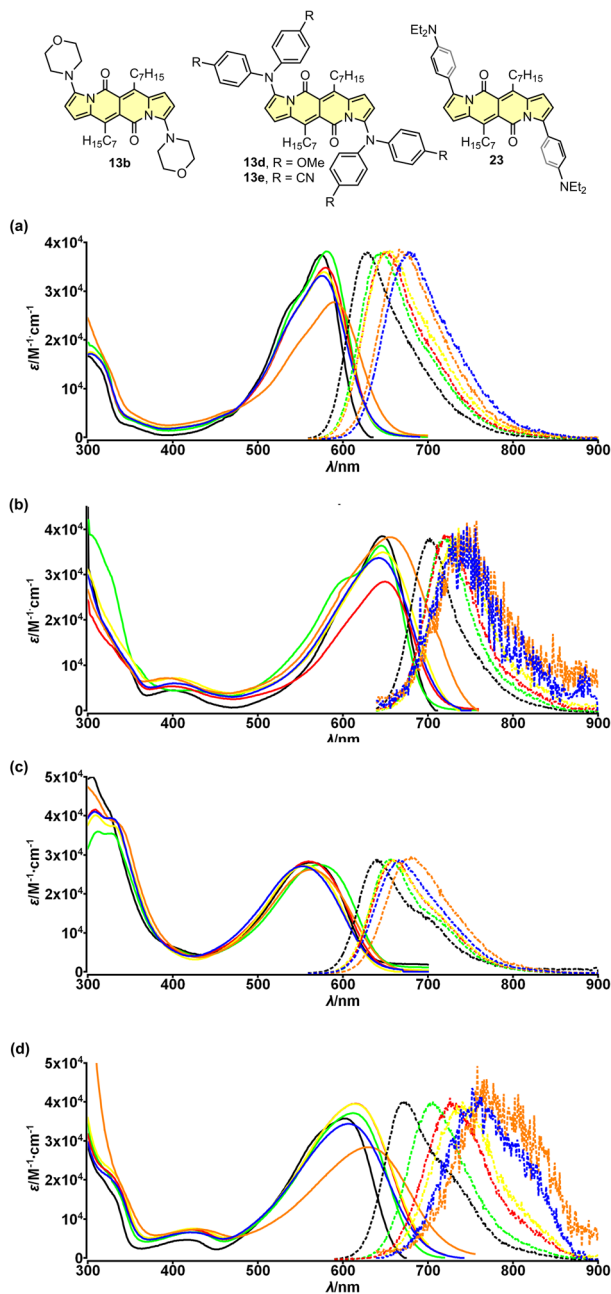 O
N
C₇H₁₅
O
N
N
O
H₁₅C₇
N
O
13b
R
R
N
C₇H₁₅
O
N
N
O
H₁₅C₇
N
R
R
13d, R = OMe
13e, R = CN
Et₂N
O
C₇H₁₅
N
N
H₁₅C₇
O
NEt₂
23
(a)
4x10⁴
3x10⁴
2x10⁴
10⁴
0
ε/M⁻¹·cm⁻¹
300 400 500 600 700 800 900
λ/nm
(b)
4x10⁴
3x10⁴
2x10⁴
10⁴
0
ε/M⁻¹·cm⁻¹
300 400 500 600 700 800 900
λ/nm
(c)
5x10⁴
4x10⁴
3x10⁴
2x10⁴
10⁴
0
ε/M⁻¹·cm⁻¹
300 400 500 600 700 800 900
λ/nm
(d)
5x10⁴
4x10⁴
3x10⁴
2x10⁴
10⁴
0
ε/M⁻¹·cm⁻¹
300 400 500 600 700 800 900
λ/nm